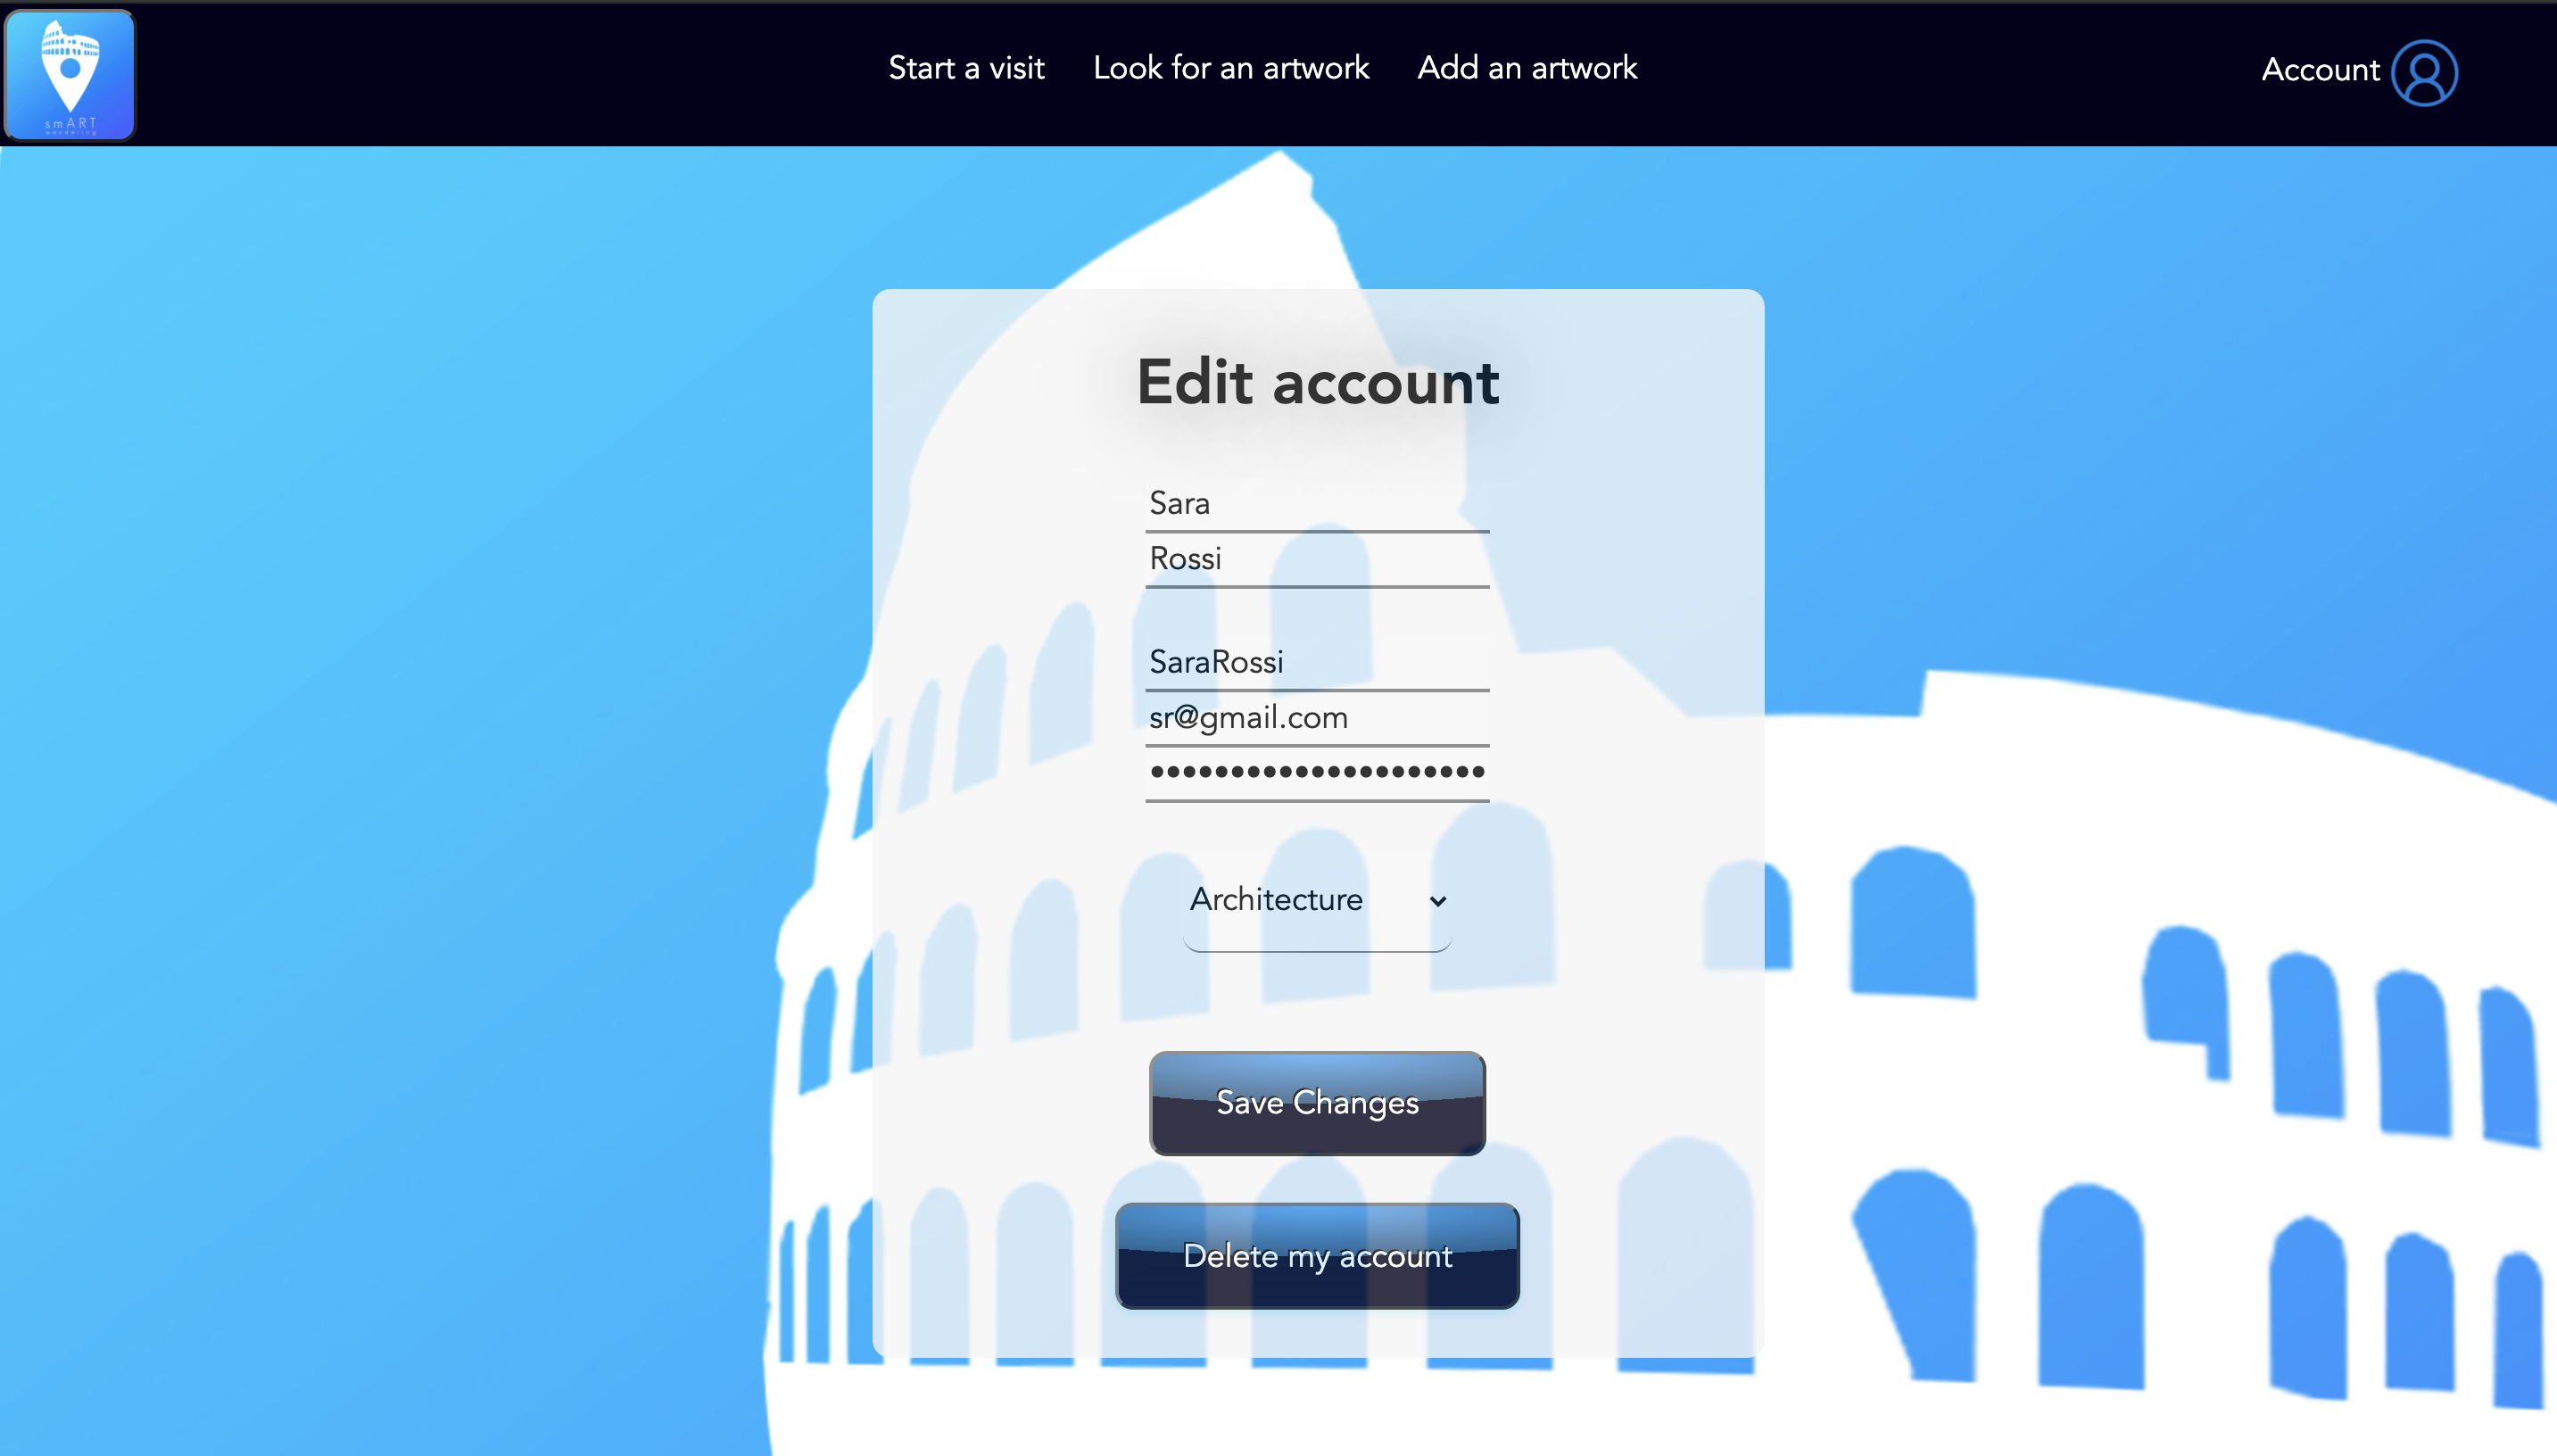 smART
wandering
Start a visit
Look for an artwork
Add an artwork
Account
Edit account
Sara
Rossi
SaraRossi
sr@gmail.com
•••••••••••••••••••••
Architecture
Save Changes
Delete my account